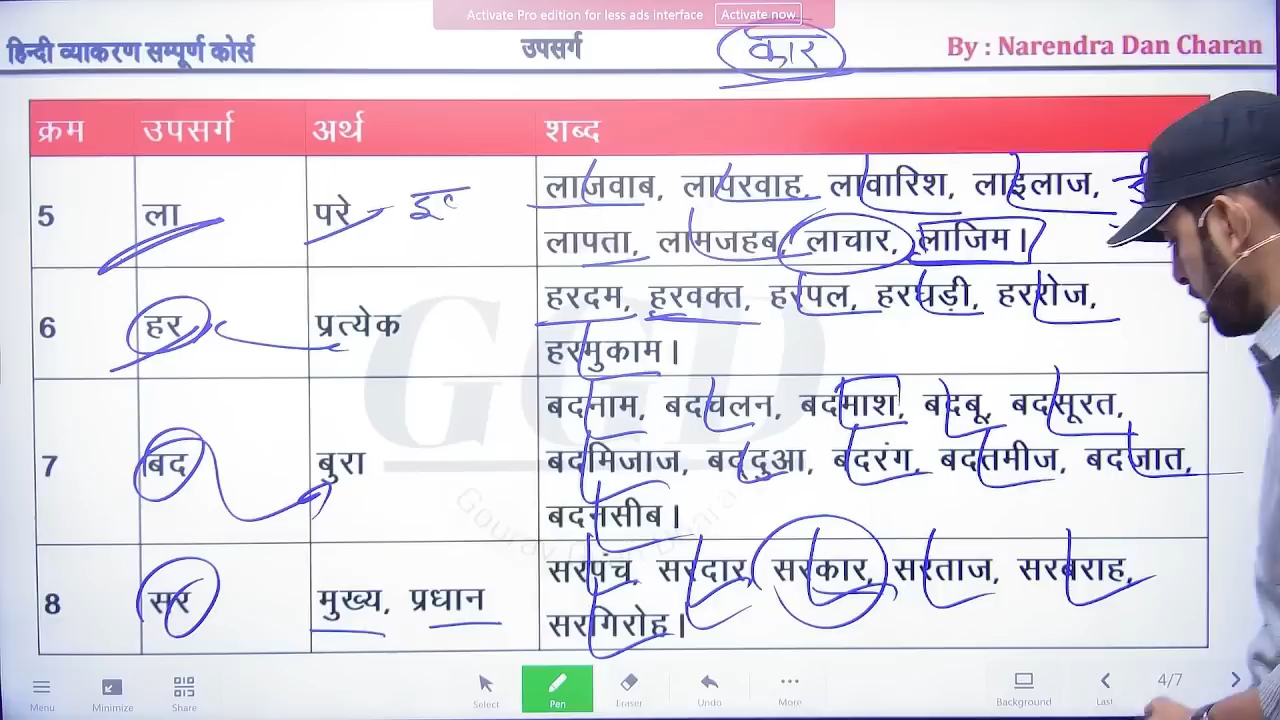 Activate Pro edition for less ads interface Activate now
हिन्दी व्याकरण सम्पूर्ण कोर्स उपसर्ग कार By : Narendra Dan Charan
क्रम उपसर्ग अर्थ शब्द
5 ला परे लाजवाब, लापरवाह, लावारिश, लाइलाज,
लापता, लामजहब, लाचार, लाजिम।
6 हर प्रत्येक हरदम, हरवक्त, हरपल, हरघड़ी, हररोज,
हरमुकाम।
7 बद बुरा बदनाम, बदचलन, बदमाश, बदबू, बदसूरत,
बदमिजाज, बददुआ, बदरंग, बदतमीज, बदजात,
बदनसीब।
8 सर मुख्य, प्रधान सरपंच, सरदार, सरकार, सरताज, सरबराह,
सरगिरोह।
GGD
Menu Minimize Share Select Pen Eraser Undo More Background Last 4/7